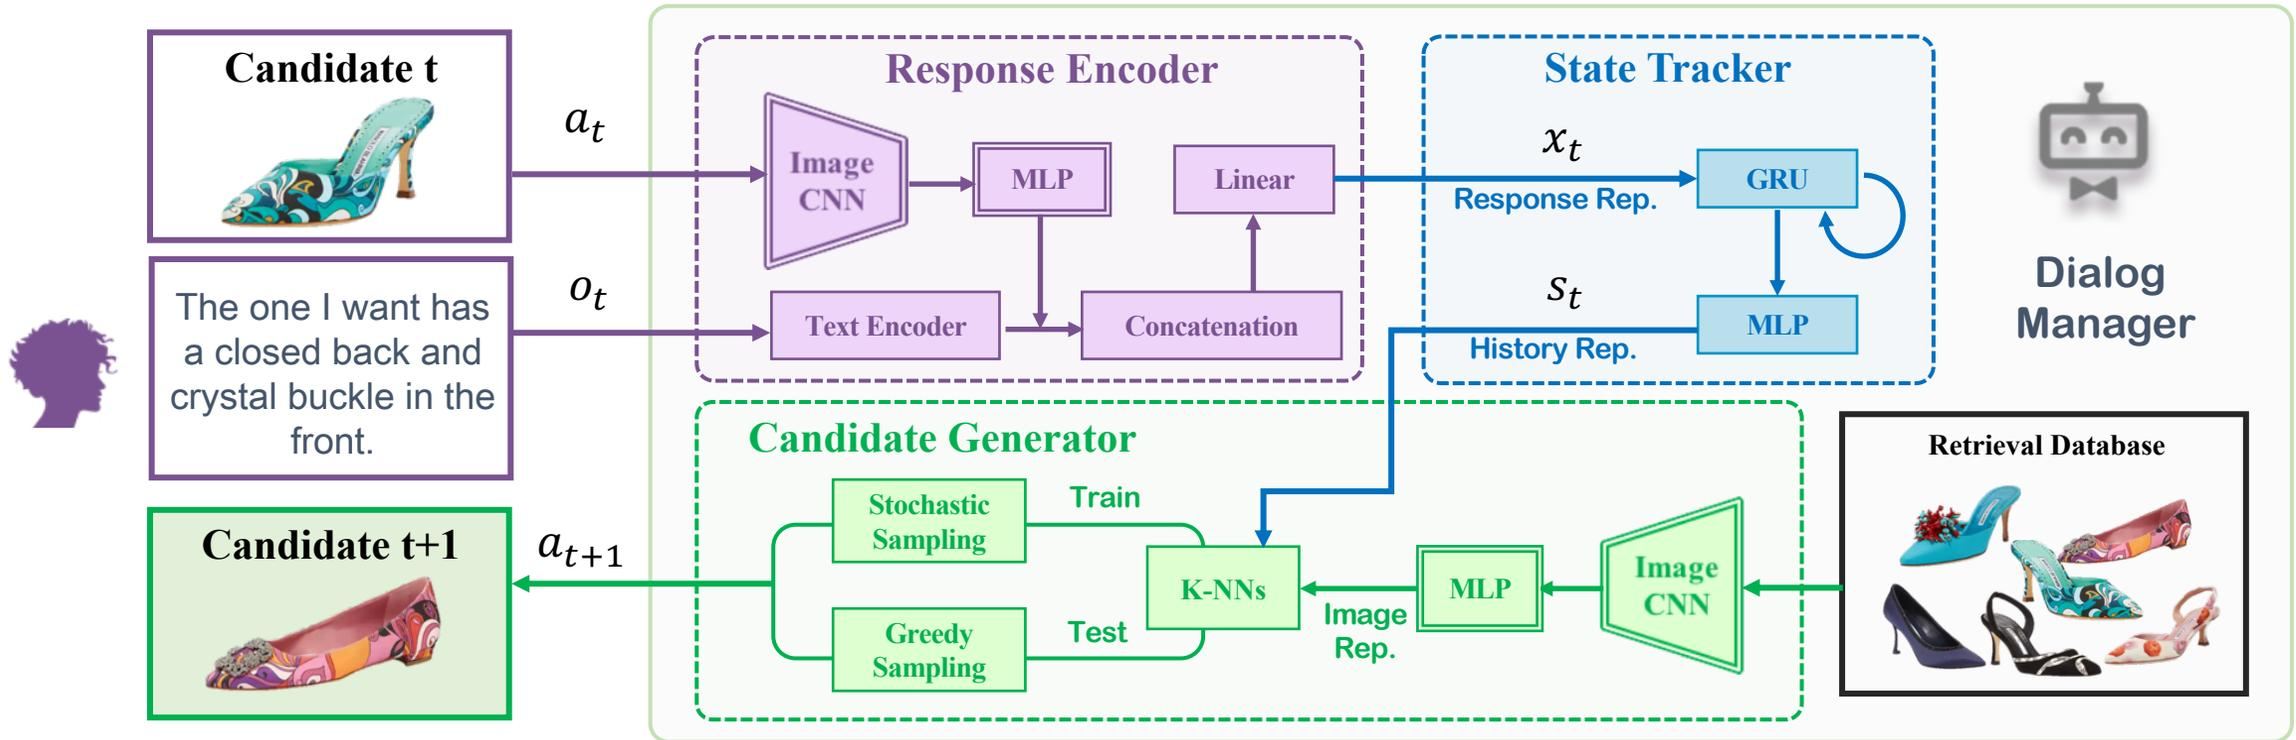 Candidate t
a_t
The one I want has
a closed back and
crystal buckle in the
front.
o_t
Candidate t+1
a_{t+1}
Response Encoder
Image
CNN
MLP
Linear
Text Encoder
Concatenation
State Tracker
x_t
Response Rep.
GRU
s_t
History Rep.
MLP
Dialog
Manager
Candidate Generator
Stochastic
Sampling
Train
Greedy
Sampling
Test
K-NNs
Image
Rep.
MLP
Image
CNN
Retrieval Database